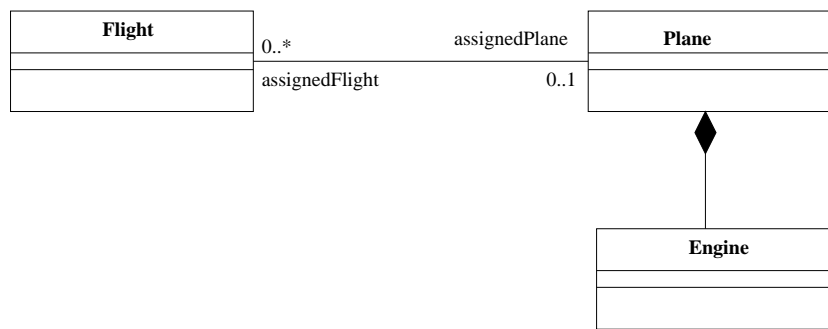 Flight
0..*
assignedFlight
assignedPlane
0..1
Plane
Engine